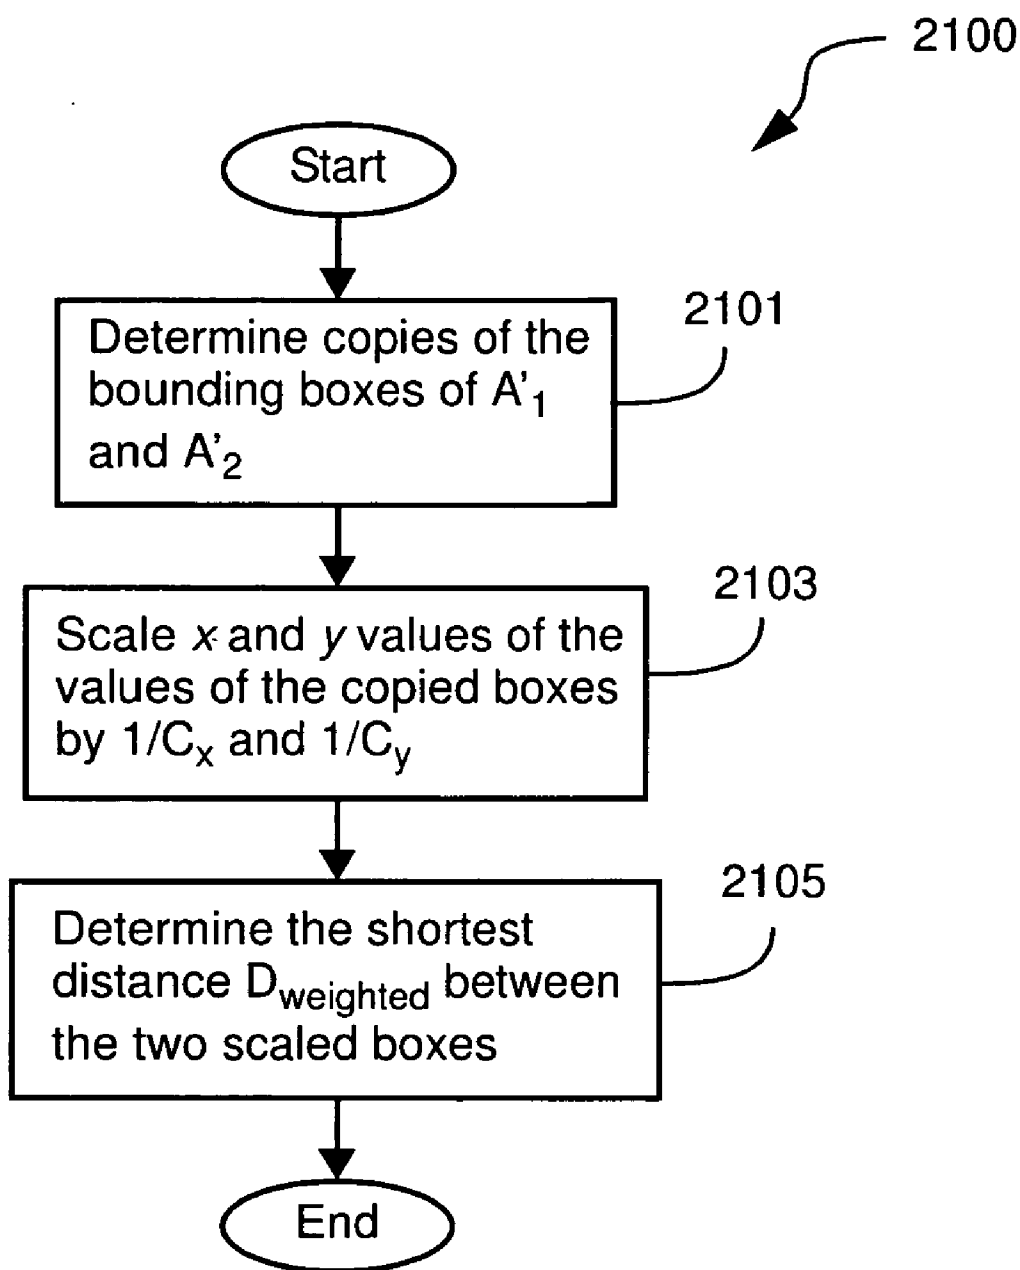 2100
Start
2101
Determine copies of the
bounding boxes of A'₁
and A'₂
2103
Scale x and y values of the
values of the copied boxes
by 1/Cₓ and 1/Cᵧ
2105
Determine the shortest
distance Dweighted between
the two scaled boxes
End